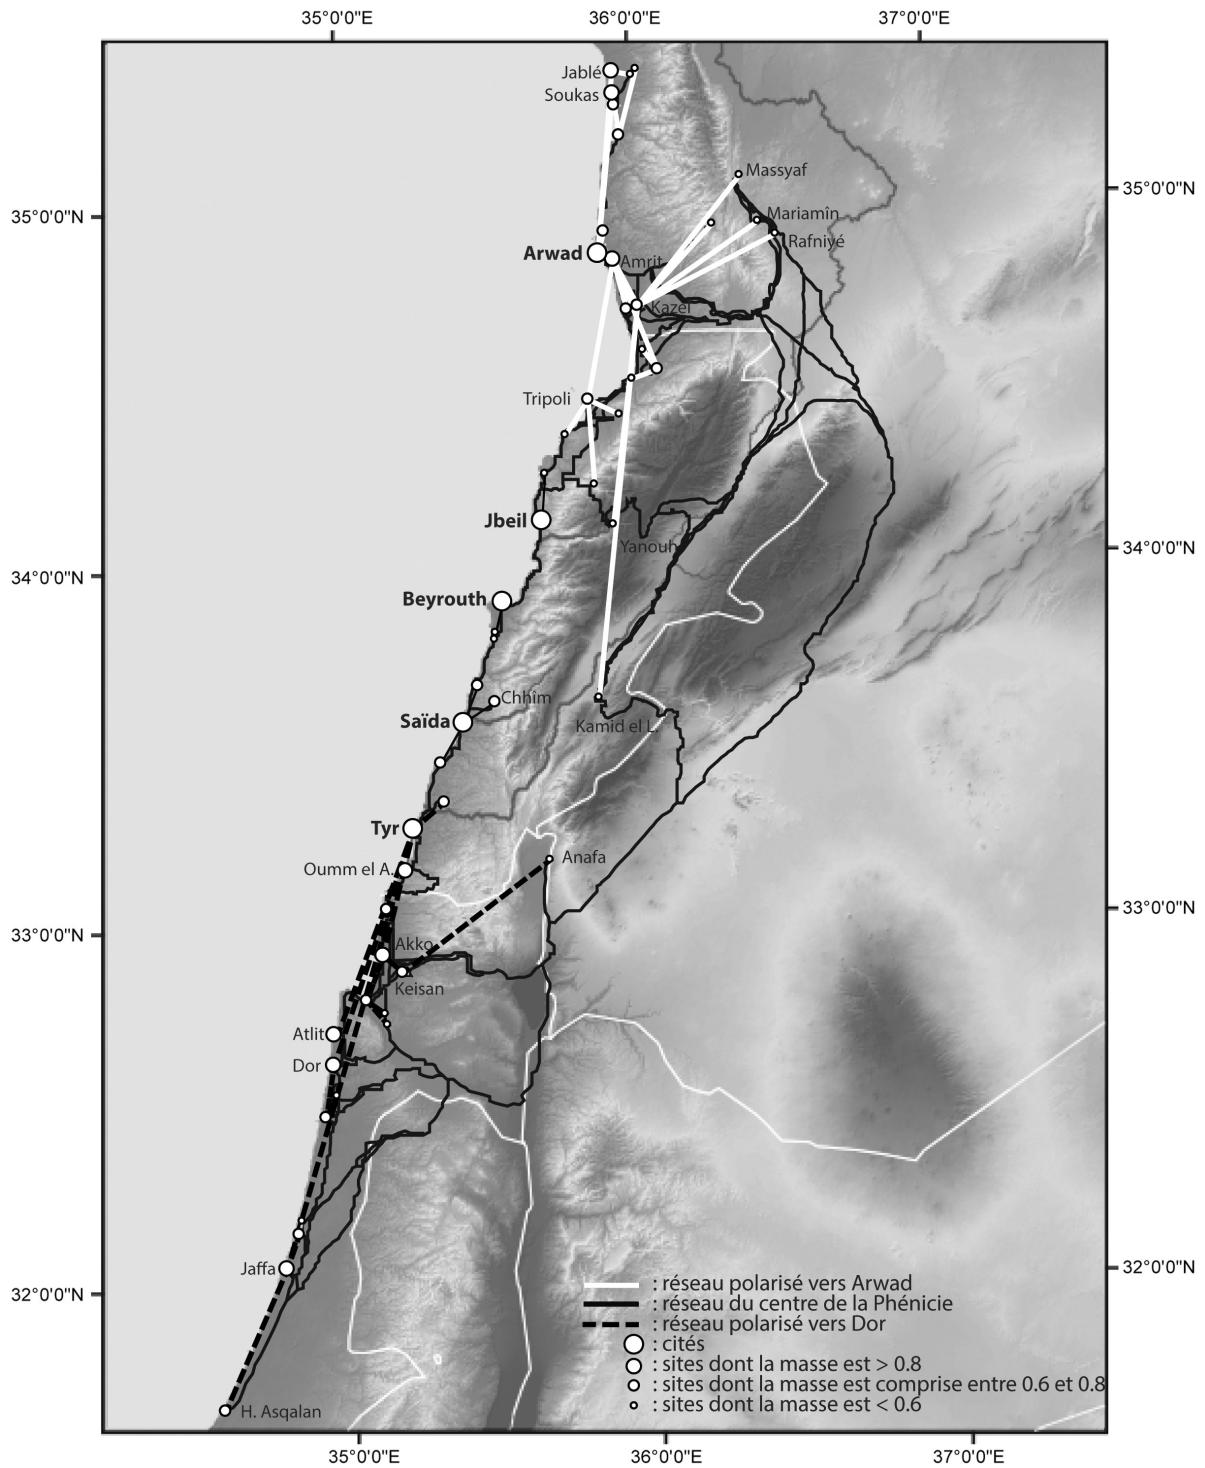 35°0'0"E 36°0'0"E 37°0'0"E
Jablé
Soukas
Massyaf
35°0'0"N
Mariamîn
35°0'0"N
Rafniyé
Arwad
Amrit
Kazel
Tripoli
Jbeil
Yanouh
34°0'0"N
34°0'0"N
Beyrouth
Chhîm
Saïda
Kamid el L.
Tyr
Anafa
Oumm el A.
33°0'0"N
33°0'0"N
Akko
Keisan
Atlit
Dor
Jaffa
32°0'0"N
32°0'0"N
: réseau polarisé vers Arwad
: réseau du centre de la Phénicie
: réseau polarisé vers Dor
: cités
: sites dont la masse est > 0.8
: sites dont la masse est comprise entre 0.6 et 0.8
: sites dont la masse est < 0.6
H. Asqalan
35°0'0"E 36°0'0"E 37°0'0"E